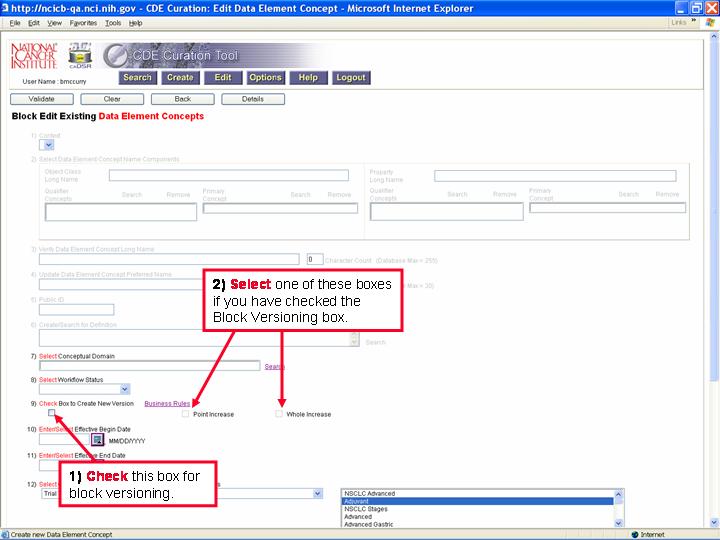 http://ncicb-qa.nci.nih.gov - CDE Curation: Edit Data Element Concept - Microsoft Internet Explorer
File Edit View Favorites Tools Help
Links »
NATIONAL CANCER INSTITUTE
caDSR
CDE Curation Tool
User Name : bmccurry
Search Create Edit Options Help Logout
Validate Clear Back Details
Block Edit Existing Data Element Concepts
1) Context
2) Select Data Element Concept Name Components
Object Class Long Name
Property Long Name
Qualifier Concepts Search Remove Primary Concept Search Remove
Qualifier Concepts Search Remove Primary Concept Search Remove
3) Verify Data Element Concept Long Name
0 Character Count (Database Max = 255)
4) Update Data Element Concept Preferred Name
Max = 30)
5) Public ID
6) Create/Search for Definition
Search
2) Select one of these boxes
if you have checked the
Block Versioning box.
7) Select Conceptual Domain
Search
8) Select Workflow Status
9) Check Box to Create New Version Business Rules
Point Increase Whole Increase
10) Enter/Select Effective Begin Date
MM/DD/YYYY
11) Enter/Select Effective End Date
1) Check this box for
block versioning.
12) Select
Trial
NSCLC Advanced
Adjuvant
NSCLC Stages
Advanced
Advanced Gastric
Create new Data Element Concept
Internet